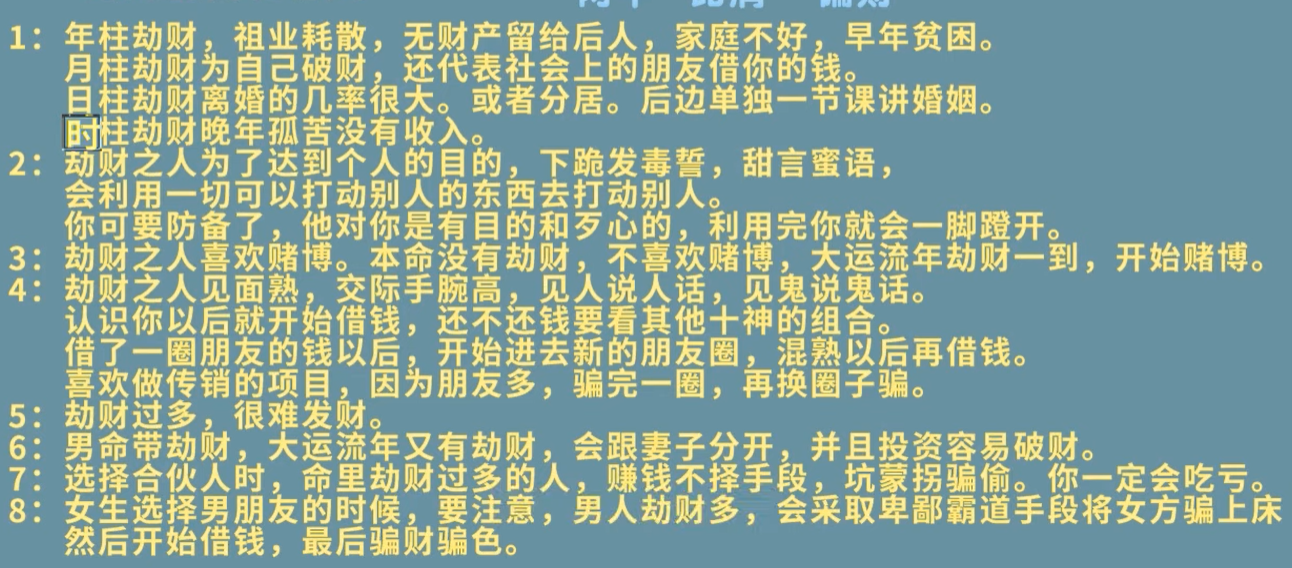 1：年柱劫财，祖业耗散，无财产留给后人，家庭不好，早年贫困。
月柱劫财为自己破财，还代表社会上的朋友借你的钱。
日柱劫财离婚的几率很大。或者分居。后边单独一节课讲婚姻。
时柱劫财晚年孤苦没有收入。
2：劫财之人为了达到个人的目的，下跪发毒誓，甜言蜜语，
会利用一切可以打动别人的东西去打动别人。
你可要防备了，他对你是有目的和歹心的，利用完你就会一脚蹬开。
3：劫财之人喜欢赌博。本命没有劫财，不喜欢赌博，大运流年劫财一到，开始赌博。
4：劫财之人见面熟，交际手腕高，见人说人话，见鬼说鬼话。
认识你以后就开始借钱，还不还钱要看其他十神的组合。
借了一圈朋友的钱以后，开始进去新的朋友圈，混熟以后再借钱。
喜欢做传销的项目，因为朋友多，骗完一圈，再换圈子骗。
5：劫财过多，很难发财。
6：男命带劫财，大运流年又有劫财，会跟妻子分开，并且投资容易破财。
7：选择合伙人时，命里劫财过多的人，赚钱不择手段，坑蒙拐骗偷。你一定会吃亏。
8：女生选择男朋友的时候，要注意，男人劫财多，会采取卑鄙霸道手段将女方骗上床
然后开始借钱，最后骗财骗色。